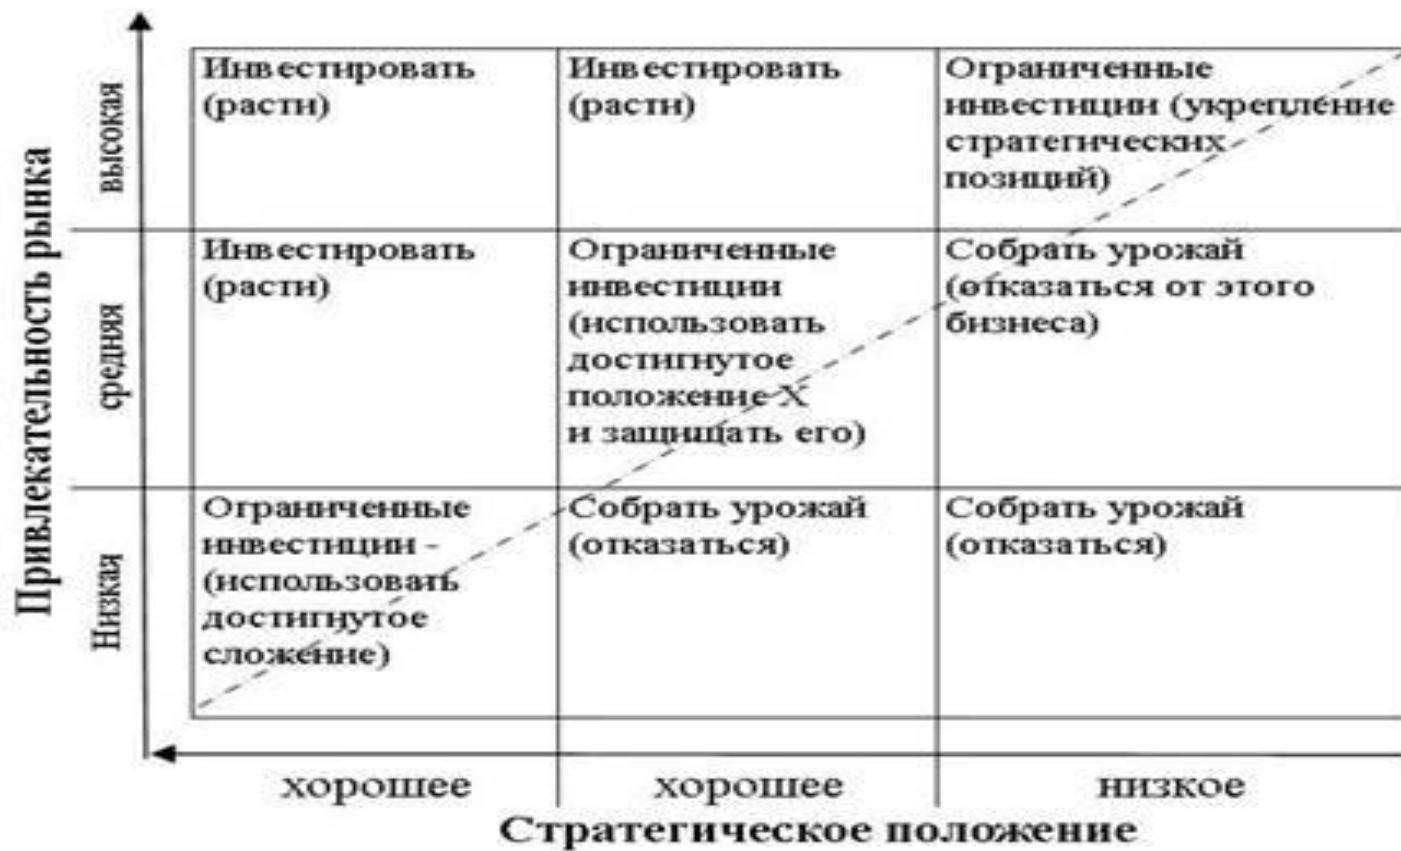 Привлекательность рынка
высокая
Инвестировать
(расти)
Инвестировать
(расти)
Ограниченные
инвестиции (укрепление
стратегических
позиций)
средняя
Инвестировать
(расти)
Ограниченные
инвестиции
(использовать
достигнутое
положение X
и защищать его)
Собрать урожай
(отказаться от этого
бизнеса)
Низкая
Ограниченные
инвестиции -
(использовать
достигнутое
сложение)
Собрать урожай
(отказаться)
Собрать урожай
(отказаться)
хорошее
хорошее
низкое
Стратегическое положение